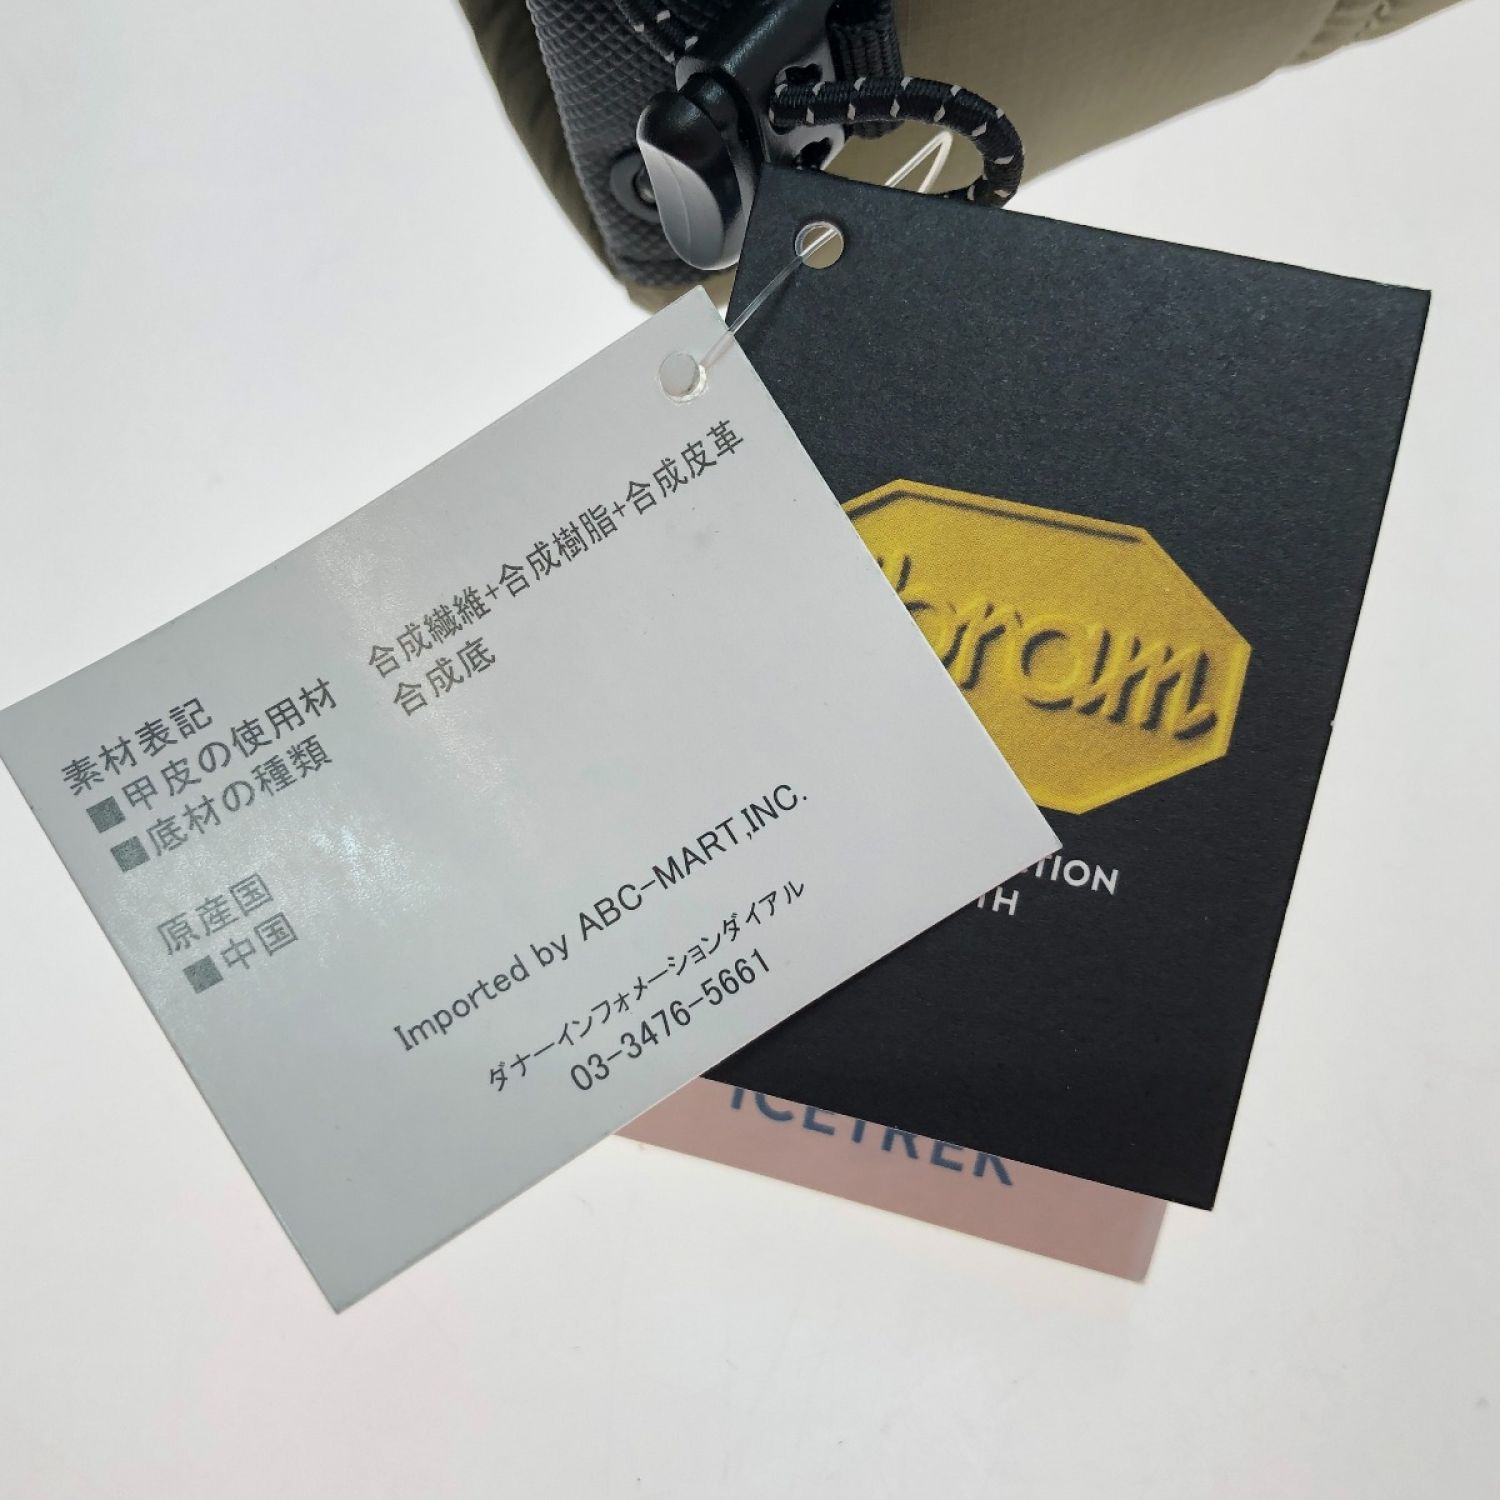 素材表記
■甲皮の使用材 合成繊維+合成樹脂+合成皮革
■底材の種類 合成底
原産国
■中国
Imported by ABC-MART,INC.
ダナーインフォメーションダイアル
03-3476-5661
ICETREK